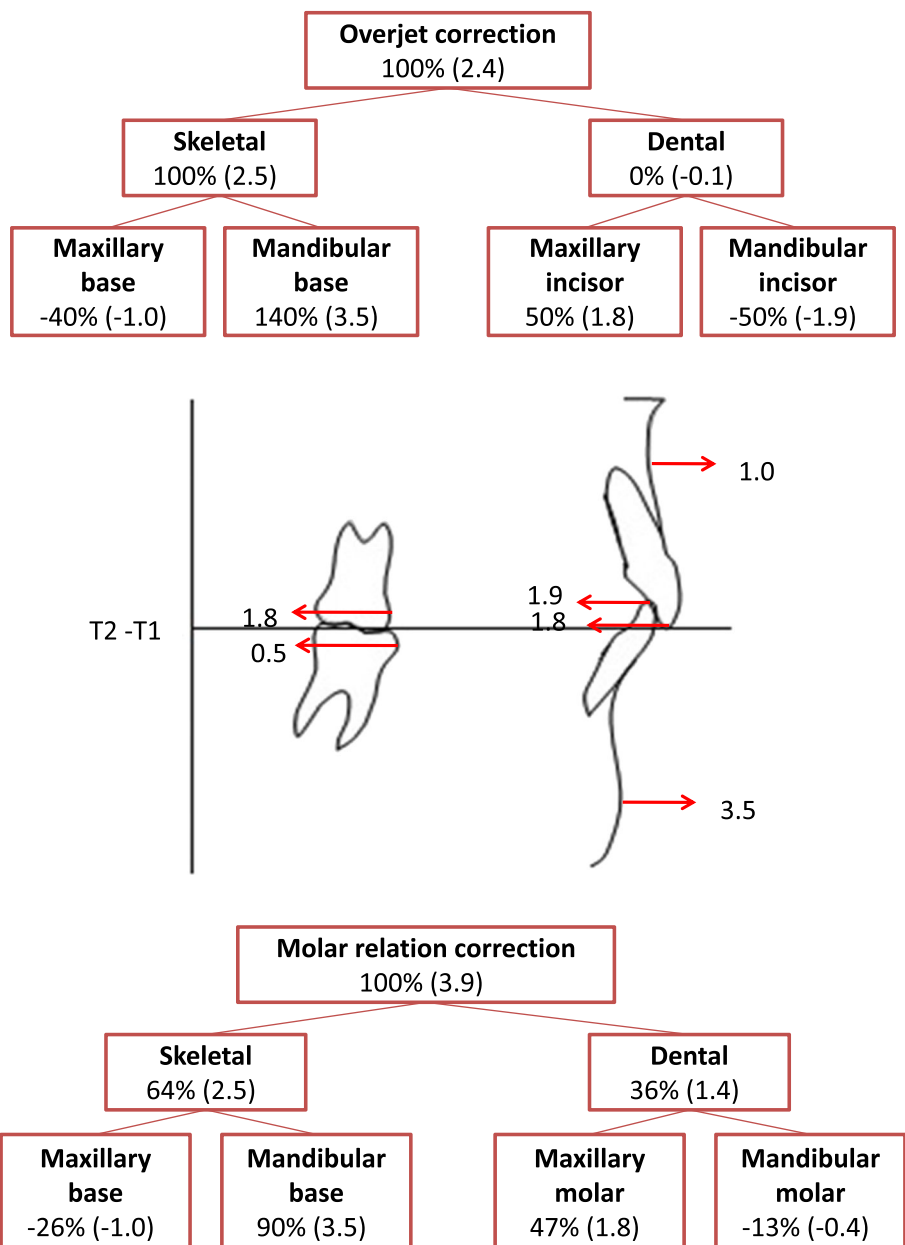 Overjet correction
100% (2.4)
Skeletal
100% (2.5)
Dental
0% (-0.1)
Maxillary
base
-40% (-1.0)
Mandibular
base
140% (3.5)
Maxillary
incisor
50% (1.8)
Mandibular
incisor
-50% (-1.9)
1.0
1.9
1.8
1.8
T2 -T1
0.5
3.5
Molar relation correction
100% (3.9)
Skeletal
64% (2.5)
Dental
36% (1.4)
Maxillary
base
-26% (-1.0)
Mandibular
base
90% (3.5)
Maxillary
molar
47% (1.8)
Mandibular
molar
-13% (-0.4)